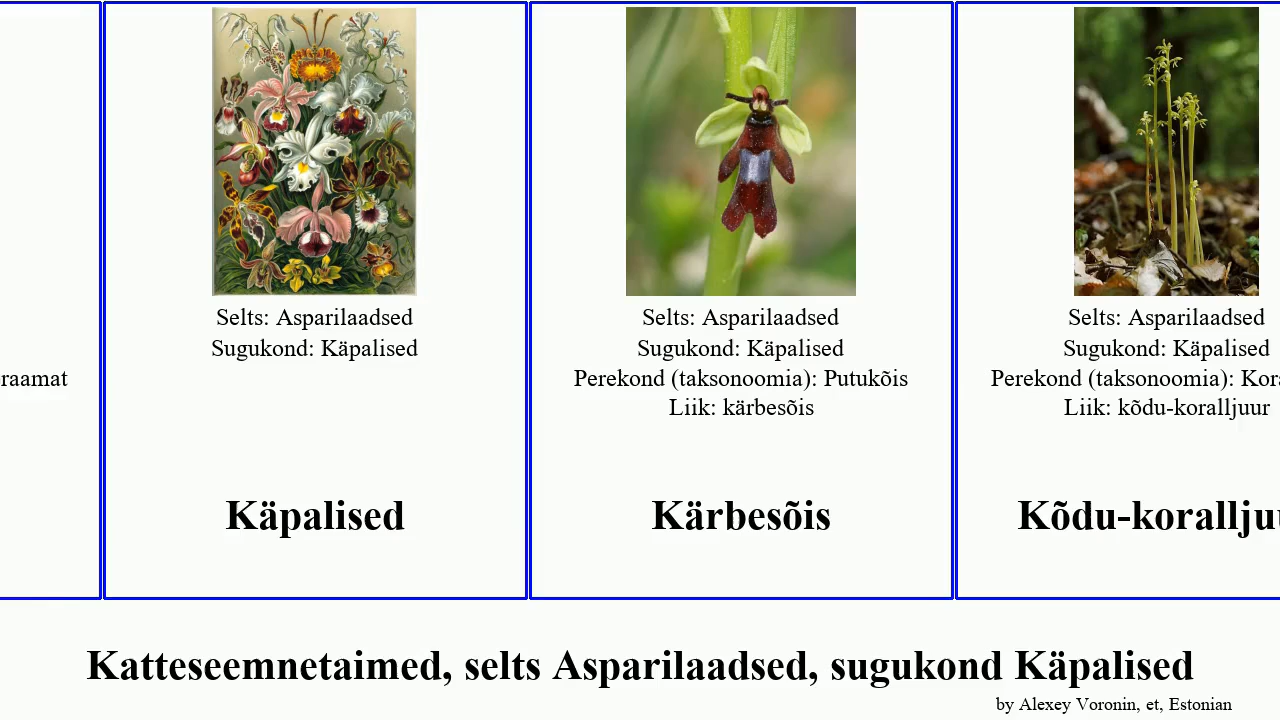 raamat
Selts: Asparilaadsed
Sugukond: Käpalised
Käpalised
Selts: Asparilaadsed
Sugukond: Käpalised
Perekond (taksonoomia): Putukõis
Liik: kärbesõis
Kärbesõis
Selts: Asparilaadsed
Sugukond: Käpalised
Perekond (taksonoomia):
Liik: kõdu-koralljuur
Katteseemnetaimed, selts Asparilaadsed, sugukond Käpalised
by Alexey Voronin, et, Estonian